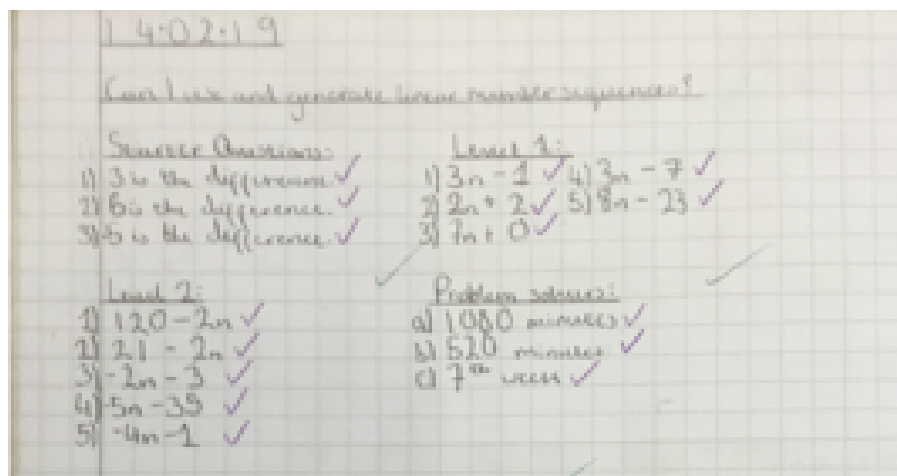 14.02.19
Can I use and generate linear number sequences?
Starter Questions:
1) 3 is the difference.
2) 6 is the difference.
3) -5 is the difference.
Level 1:
1) 3n - 1 4) 3n - 7
2) 2n + 2 5) 8n - 23
3) 7n + 0
Level 2:
1) 120 - 2n
2) 21 - 2n
3) -2n - 3
4) -5n - 39
5) -4n - 1
Problem solvers:
a) 1080 minutes
b) 520 minutes
c) 7th week